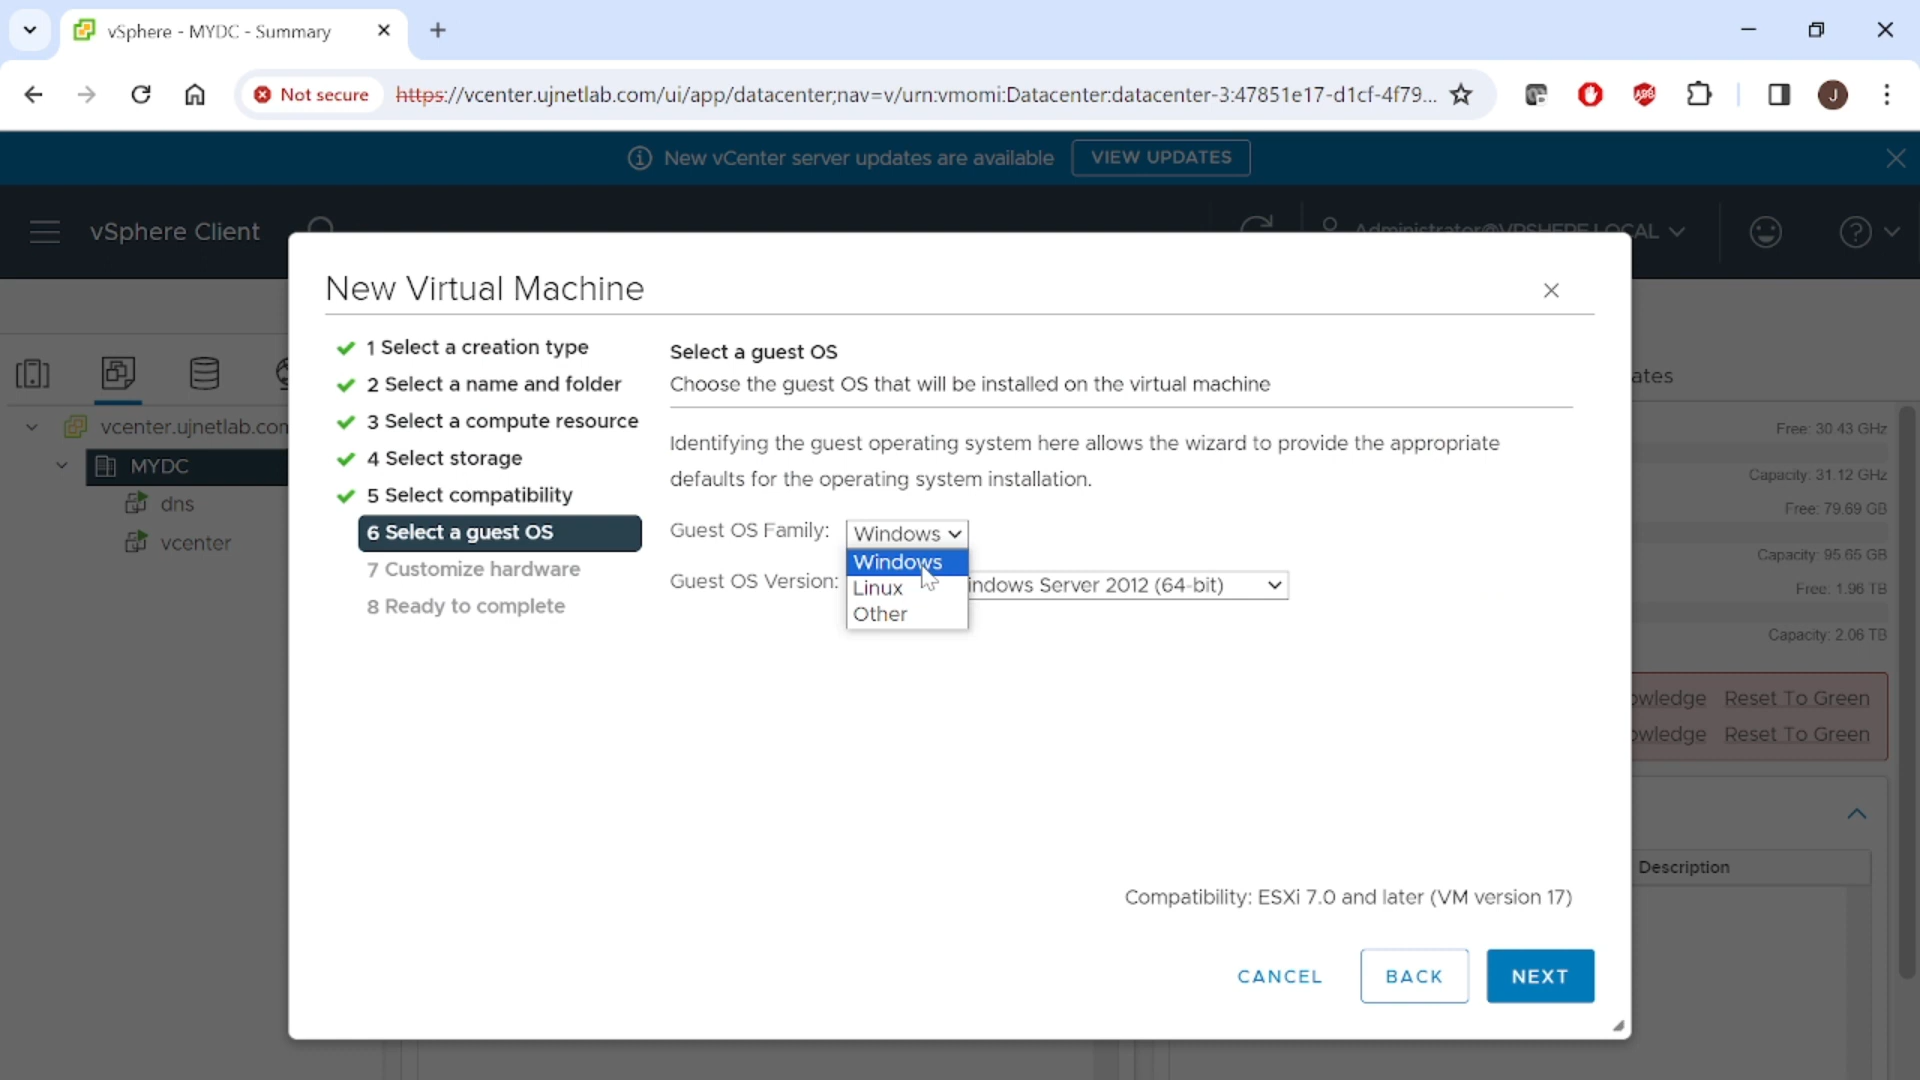 vSphere - MYDC - Summary
Not secure https://vcenter.ujnetlab.com/ui/app/datacenter;nav=v/urn:vmomi:Datacenter:datacenter-3:47851e17-d1cf-4f79...
J
New vCenter server updates are available VIEW UPDATES
vSphere Client
New Virtual Machine
1 Select a creation type
2 Select a name and folder
3 Select a compute resource
4 Select storage
5 Select compatibility
6 Select a guest OS
7 Customize hardware
8 Ready to complete
Select a guest OS
Choose the guest OS that will be installed on the virtual machine
Identifying the guest operating system here allows the wizard to provide the appropriate
defaults for the operating system installation.
Guest OS Family: Windows
Windows
Linux
Other
Guest OS Version: indows Server 2012 (64-bit)
Compatibility: ESXi 7.0 and later (VM version 17)
CANCEL BACK NEXT
vcenter.ujnetlab.com
MYDC
dns
vcenter
ates
Free: 30.43 GHz
Capacity: 31.12 GHz
Free: 79.69 GB
Capacity: 95.65 GB
Free: 1.96 TB
Capacity: 2.06 TB
owledge Reset To Green
owledge Reset To Green
Description